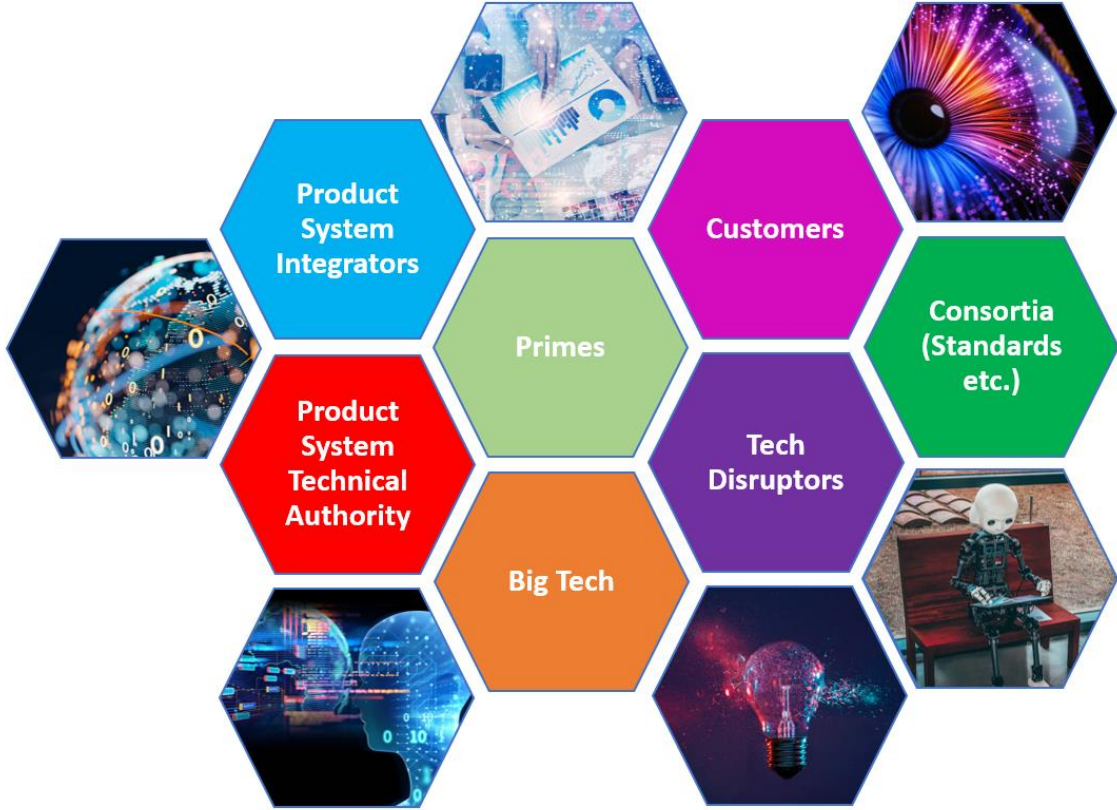 Product
System
Integrators
Customers
Primes
Consortia
(Standards
etc.)
Product
System
Technical
Authority
Tech
Disruptors
Big Tech